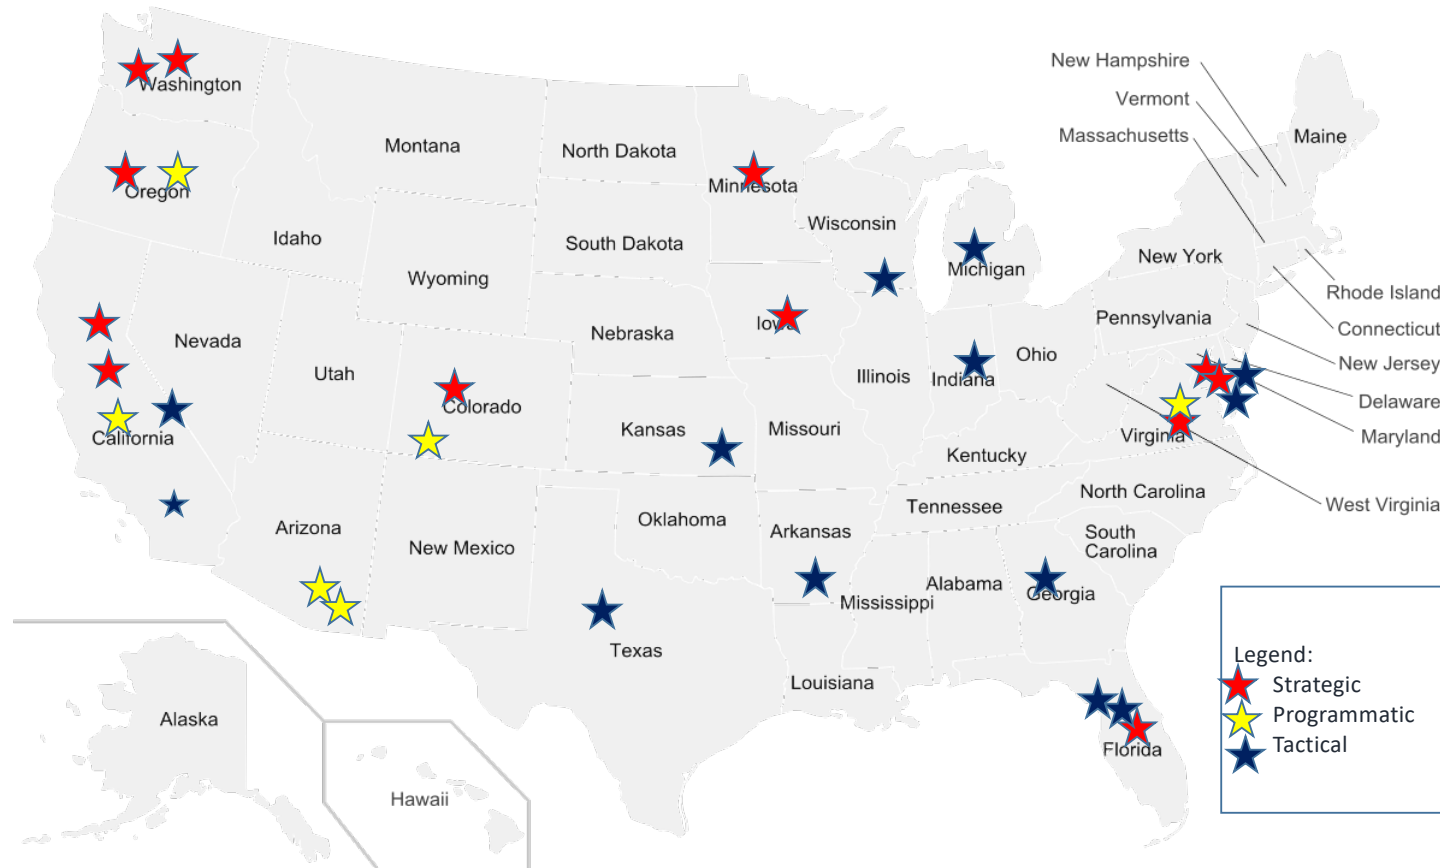 New Hampshire
Vermont
Massachusetts
Maine
Washington
Montana
North Dakota
Minnesota
Oregon
Idaho
Wisconsin
South Dakota
Michigan
New York
Wyoming
Rhode Island
Pennsylvania
Iowa
Connecticut
Nebraska
Nevada
Ohio
New Jersey
Utah
Illinois
Indiana
Colorado
Delaware
Kansas
Missouri
California
Virginia
Maryland
Kentucky
North Carolina
West Virginia
Tennessee
Oklahoma
Arizona
Arkansas
South
Carolina
New Mexico
Alabama
Georgia
Mississippi
Texas
Louisiana
Florida
Alaska
Hawaii
Legend:
Strategic
Programmatic
Tactical